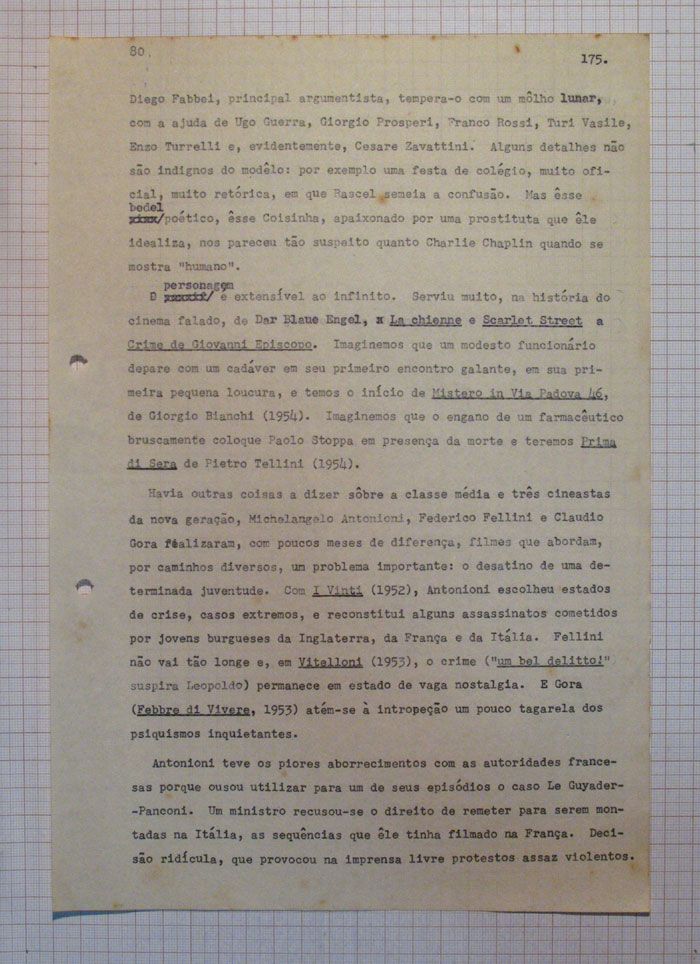 80.
175.
Diego Fabbei, principal argumentista, tempera-o com um môlho lunar,
com a ajuda de Ugo Guerra, Giorgio Prosperi, Franco Rossi, Turi Vasile,
Enzo Turrelli e, evidentemente, Cesare Zavattini. Alguns detalhes não
são indignos do modêlo: por exemplo uma festa de colégio, muito ofi-
cial, muito retórica, em que Rascel semeia a confusão. Mas êsse
bedel
/poético, êsse Coisinha, apaixonado por uma prostituta que êle
idealiza, nos pareceu tão suspeito quanto Charlie Chaplin quando se
mostra "humano".
personagem
O / é extensível ao infinito. Serviu muito, na história do
cinema falado, de Dar Blaue Engel, x La chienne e Scarlet Street a
Crime de Giovanni Episcopo. Imaginemos que um modesto funcionário
depare com um cadáver em seu primeiro encontro galante, em sua pri-
meira pequena loucura, e temos o início de Mistero in Via Padova 46,
de Giorgio Bianchi (1954). Imaginemos que o engano de um farmacêutico
bruscamente coloque Paolo Stoppa em presença da morte e teremos Prima
di Sera de Pietro Tellini (1954).
Havia outras coisas a dizer sôbre a classe média e três cineastas
da nova geração, Michelangelo Antonioni, Federico Fellini e Claudio
Gora realizaram, com poucos meses de diferença, filmes que abordam,
por caminhos diversos, um problema importante: o desatino de uma de-
terminada juventude. Com I Vinti (1952), Antonioni escolheu estados
de crise, casos extremos, e reconstitui alguns assassinatos cometidos
por jovens burgueses da Inglaterra, da França e da Itália. Fellini
não vai tão longe e, em Vitelloni (1953), o crime ("um bel delitto!"
suspira Leopoldo) permanece em estado de vaga nostalgia. E Gora
(Febbre di Vivere, 1953) atém-se à intropeção um pouco tagarela dos
psiquismos inquietantes.
Antonioni teve os piores aborrecimentos com as autoridades france-
sas porque ousou utilizar para um de seus episódios o caso Le Guyader-
-Panconi. Um ministro recusou-se o direito de remeter para serem mon-
tadas na Itália, as sequências que êle tinha filmado na França. Deci-
são ridícula, que provocou na imprensa livre protestos assaz violentos.